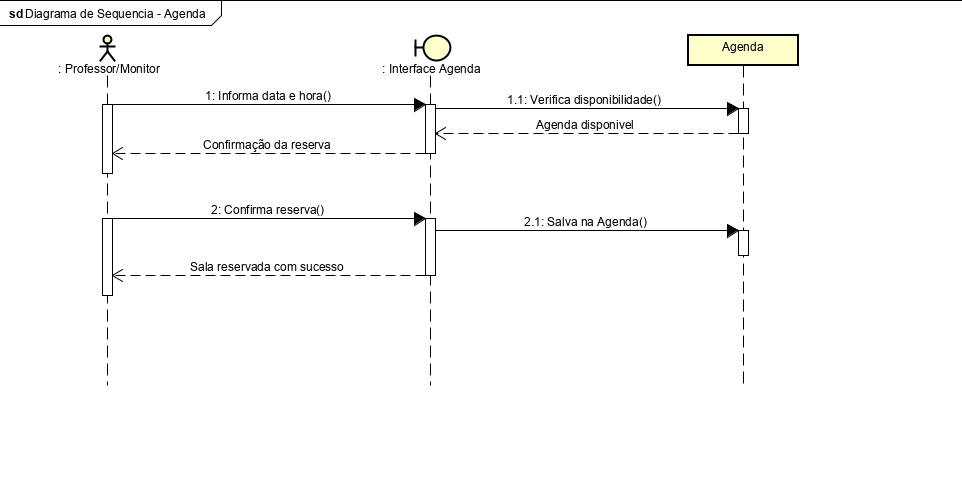 sd Diagrama de Sequencia - Agenda
: Professor/Monitor
: Interface Agenda
Agenda
1: Informa data e hora()
1.1: Verifica disponibilidade()
Agenda disponivel
Confirmação da reserva
2: Confirma reserva()
2.1: Salva na Agenda()
Sala reservada com sucesso